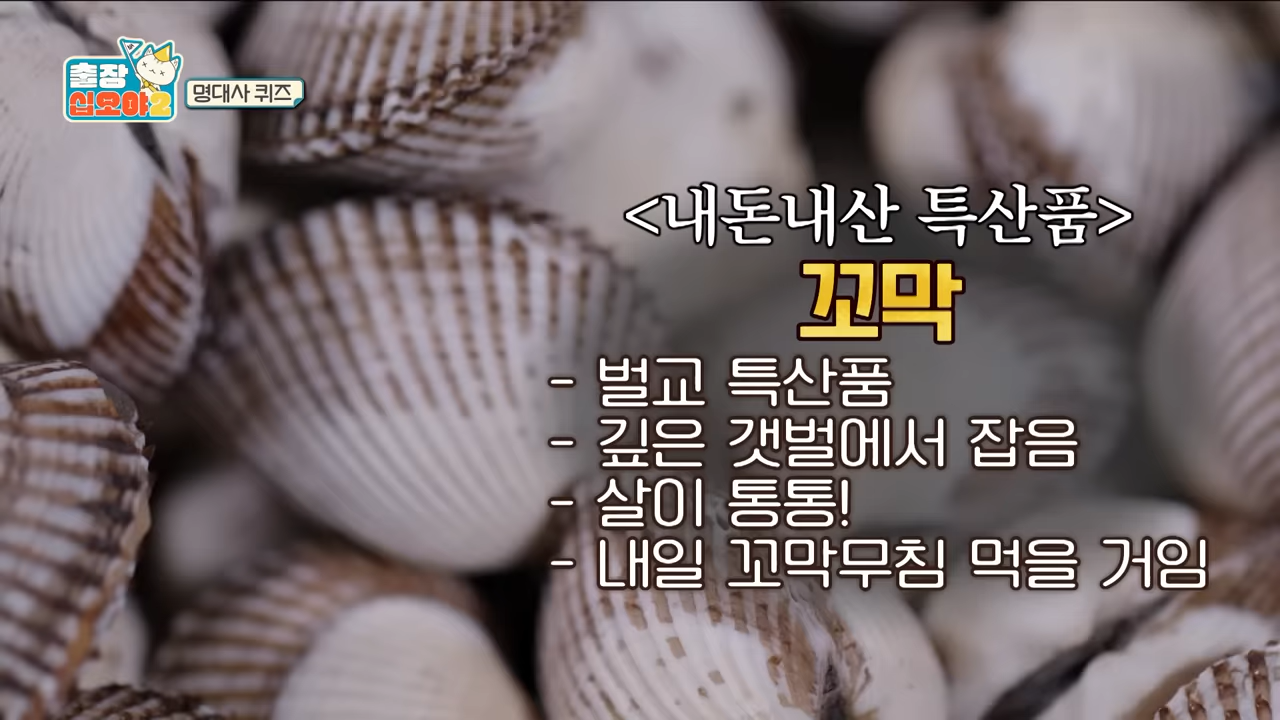 출장
십오야2
명대사 퀴즈
<내돈내산 특산품>
꼬막
- 벌교 특산품
- 깊은 갯벌에서 잡음
- 살이 통통!
- 내일 꼬막무침 먹을 거임